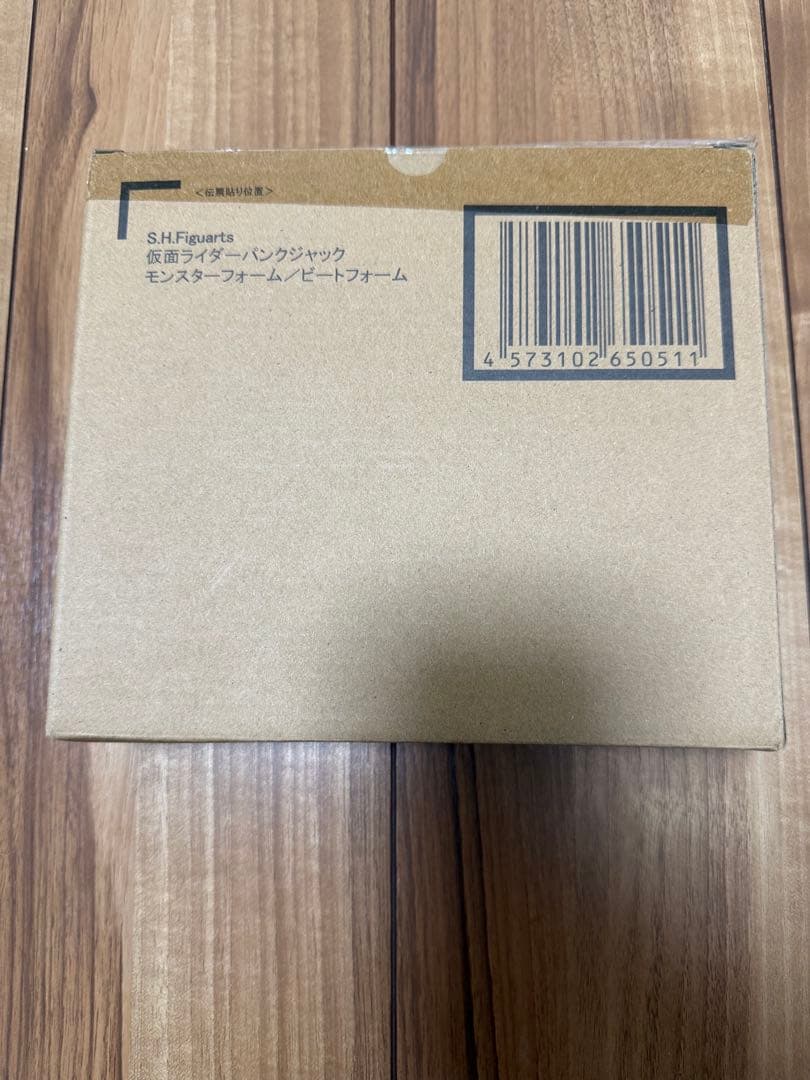 <伝票貼り位置>
S.H.Figuarts
仮面ライダーパンクジャック
モンスターフォーム／ビートフォーム
4 573102 650511